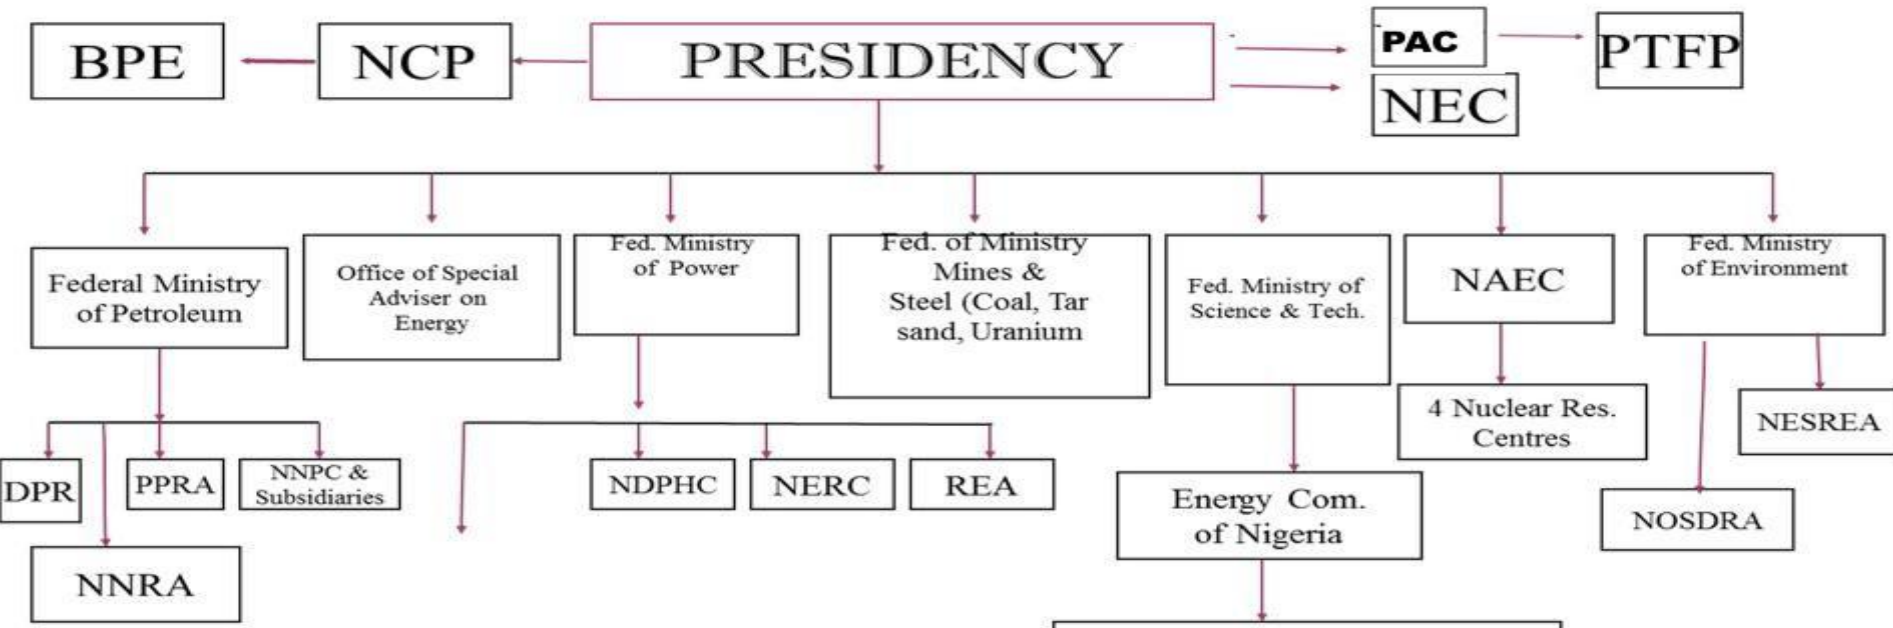 BPE
NCP
PRESIDENCY
PAC
PTFP
NEC
Federal Ministry
of Petroleum
Office of Special
Adviser on
Energy
Fed. Ministry
of Power
Fed. of Ministry
Mines &
Steel (Coal, Tar
sand, Uranium
Fed. Ministry of
Science & Tech.
NAEC
Fed. Ministry
of Environment
4 Nuclear Res.
Centres
NESREA
DPR
PPRA
NNPC &
Subsidiaries
NDPHC
NERC
REA
Energy Com.
of Nigeria
NOSDRA
NNRA